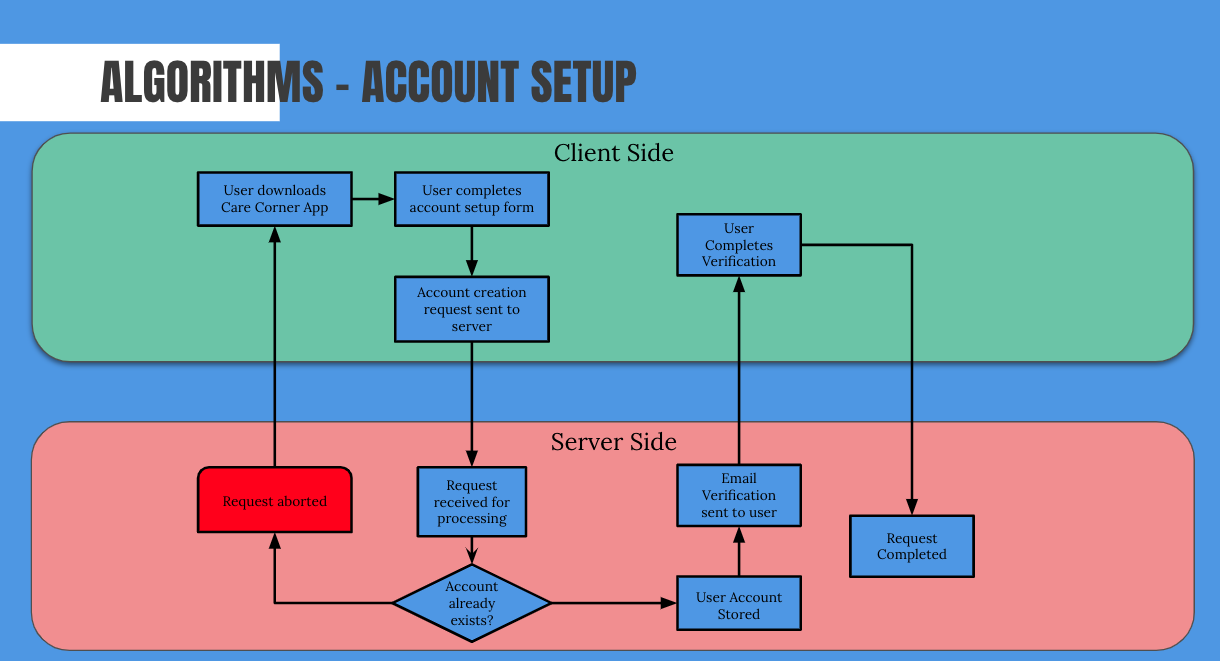 ALGORITHMS - ACCOUNT SETUP
Client Side
User downloads
Care Corner App
User completes
account setup form
Account creation
request sent to
server
User
Completes
Verification
Server Side
Request aborted
Request
received for
processing
Account
already
exists?
Email
Verification
sent to user
User Account
Stored
Request
Completed